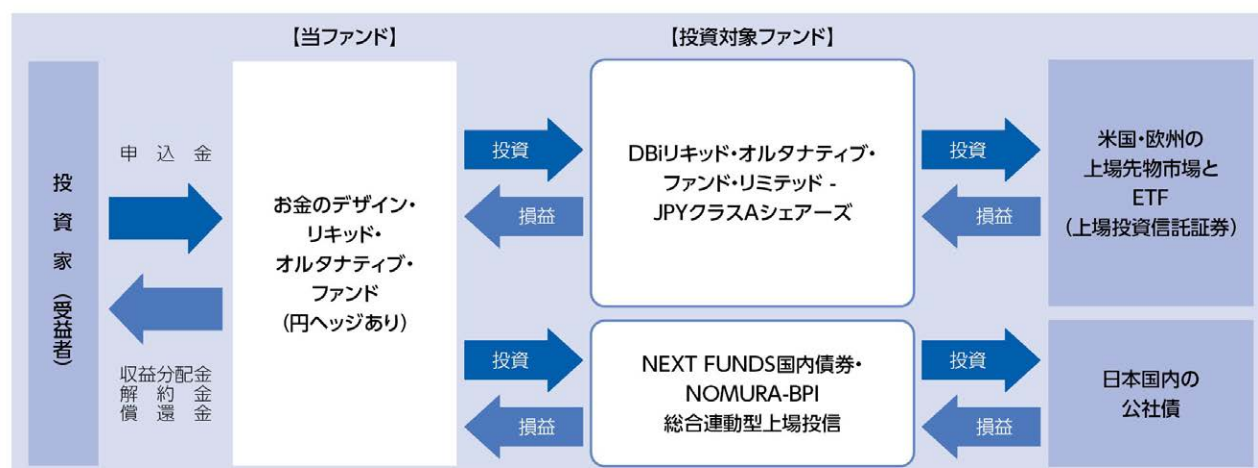 【当ファンド】
【投資対象ファンド】
投資家（受益者）
申込金
収益分配金
解約金
償還金
お金のデザイン・
リキッド・
オルタナティブ・
ファンド
（円ヘッジあり）
投資
損益
DBiリキッド・オルタナティブ・
ファンド・リミテッド -
JPYクラスAシェアーズ
投資
損益
米国・欧州の
上場先物市場と
ETF
（上場投資信託証券）
投資
損益
NEXT FUNDS国内債券・
NOMURA-BPI
総合連動型上場投信
投資
損益
日本国内の
公社債